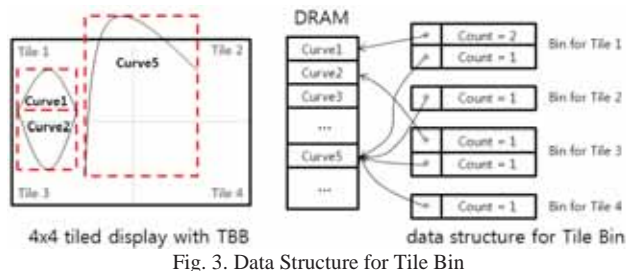 DRAM
Tile 1
Tile 2
Curve5
Curve1
Curve2
Tile 3
Tile 4
4x4 tiled display with TBB
Curve1
Curve2
Curve3
...
Curve5
...
Count = 2
Count = 1
Bin for Tile 1
Count = 1
Bin for Tile 2
Count = 1
Count = 1
Bin for Tile 3
Count = 1
Bin for Tile 4
data structure for Tile Bin
Fig. 3. Data Structure for Tile Bin